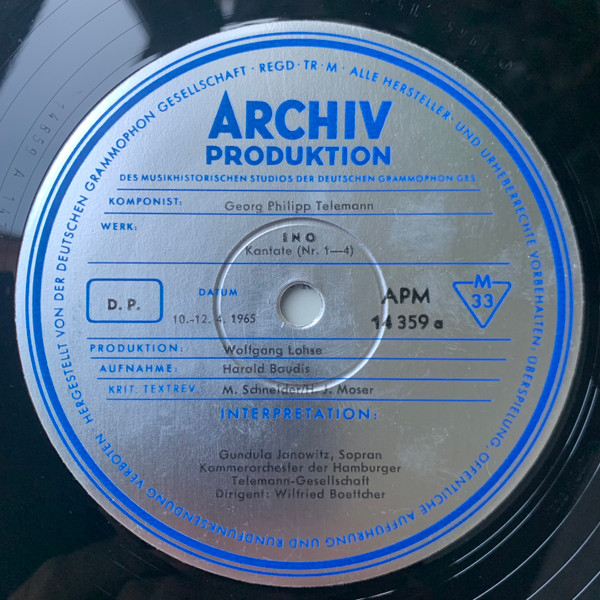 HERGESTELLT VON DER DEUTSCHEN GRAMMOPHON GESELLSCHAFT · REGD · TR · M · ALLE HERSTELLER- UND URHEBERRECHTE VORBEHALTEN. ÜBERSPIELUNG, ÖFFENTLICHE AUFFÜHRUNG UND RUNDFUNKSENDUNG VERBOTEN.
ARCHIV
PRODUKTION
DES MUSIKHISTORISCHEN STUDIOS DER DEUTSCHEN GRAMMOPHON GES.
KOMPONIST: Georg Philipp Telemann
WERK:
INO
Kantate (Nr. 1—4)
D. P.
DATUM
10.-12. 4. 1965
APM
14 359 a
M
33
PRODUKTION: Wolfgang Lohse
AUFNAHME: Harald Baudis
KRIT. TEXTREV. M. Schneider/H. J. Moser
INTERPRETATION:
Gundula Janowitz, Sopran
Kammerorchester der Hamburger
Telemann-Gesellschaft
Dirigent: Wilfried Boettcher